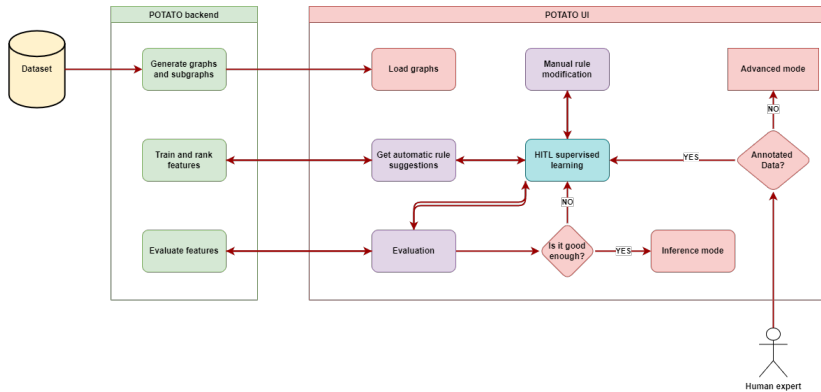 POTATO backend
POTATO UI
Dataset
Generate graphs
and subgraphs
Load graphs
Manual rule
modification
Advanced mode
NO
Train and rank
features
Get automatic rule
suggestions
HITL supervised
learning
YES
Annotated
Data?
NO
Evaluate features
Evaluation
Is it good
enough?
YES
Inference mode
Human expert